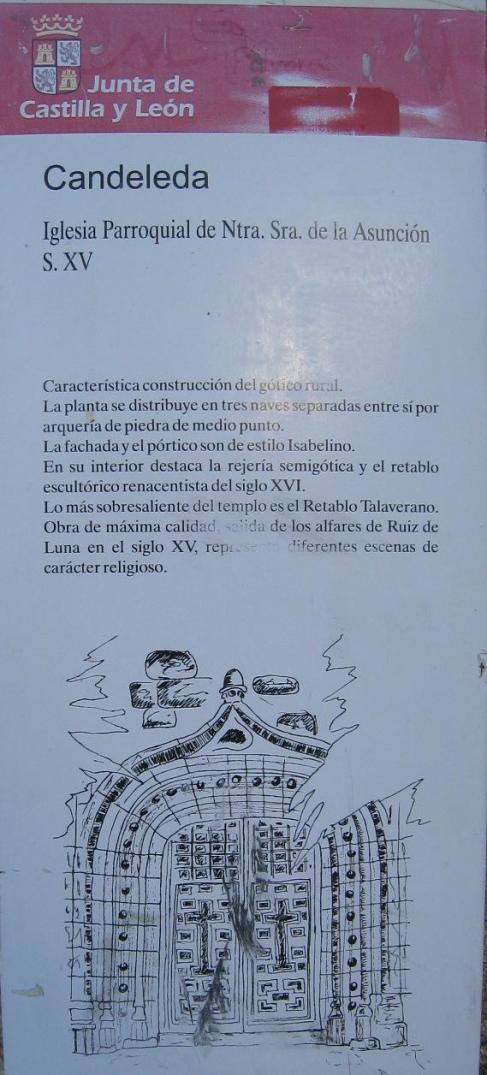 Junta de
Castilla y León
Candeleda
Iglesia Parroquial de Ntra. Sra. de la Asunción
S. XV
Característica construcción del gótico rural.
La planta se distribuye en tres naves separadas entre sí por
arquería de piedra de medio punto.
La fachada y el pórtico son de estilo Isabelino.
En su interior destaca la rejería semigótica y el retablo
escultórico renacentista del siglo XVI.
Lo más sobresaliente del templo es el Retablo Talaverano.
Obra de máxima calidad, salida de los alfares de Ruiz de
Luna en el siglo XV, representa diferentes escenas de
carácter religioso.